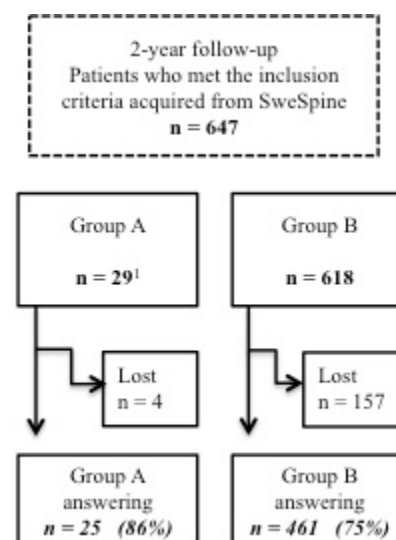 2-year follow-up
Patients who met the inclusion
criteria acquired from SweSpine
n = 647
Group A
n = 29¹
Group B
n = 618
Lost
n = 4
Lost
n = 157
Group A
answering
n = 25 (86%)
Group B
answering
n = 461 (75%)